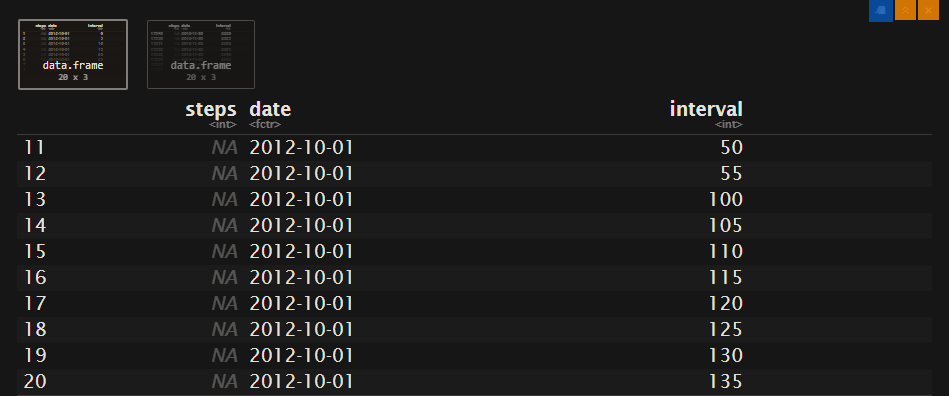 data.frame
20 x 3
data.frame
20 x 3
steps date interval
<int> <fctr> <int>
11 NA 2012-10-01 50
12 NA 2012-10-01 55
13 NA 2012-10-01 100
14 NA 2012-10-01 105
15 NA 2012-10-01 110
16 NA 2012-10-01 115
17 NA 2012-10-01 120
18 NA 2012-10-01 125
19 NA 2012-10-01 130
20 NA 2012-10-01 135